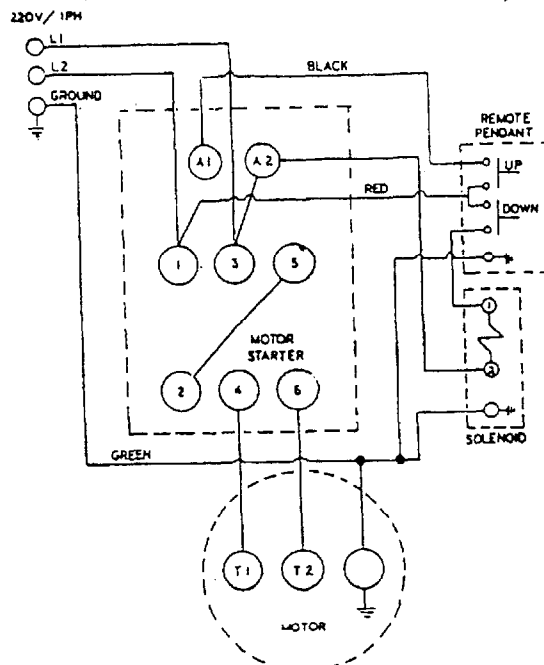 220V/1PH
L1
L2
GROUND
BLACK
REMOTE
PENDANT
A1
A2
UP
RED
DOWN
1
3
5
1
MOTOR
STARTER
2
2
4
6
SOLENOID
GREEN
T1
T2
MOTOR